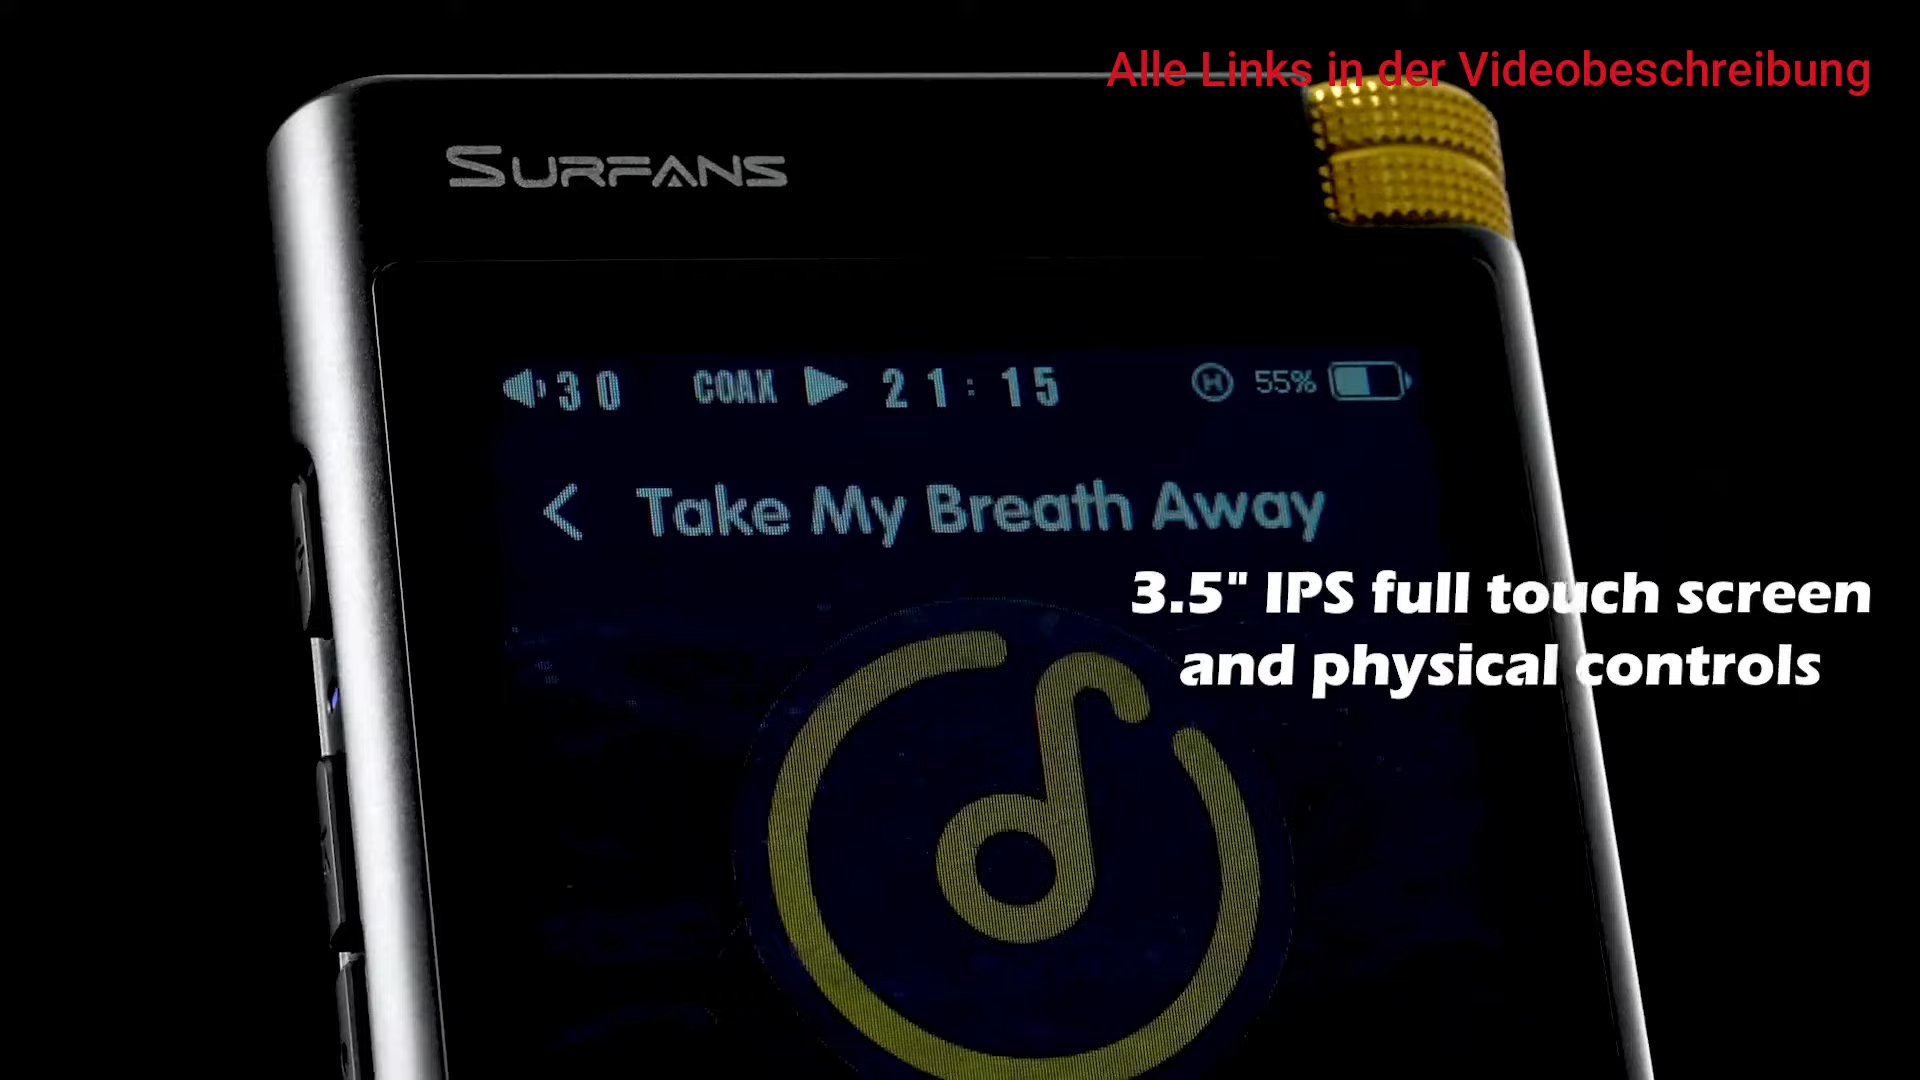 Alle Links in der Videobeschreibung
SURFANS
30 COAX 21:15 H 55%
Take My Breath Away
3.5" IPS full touch screen
and physical controls